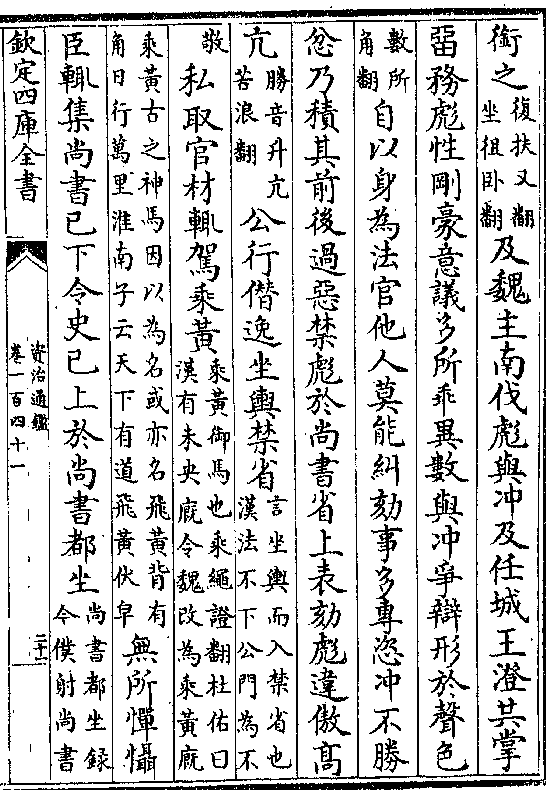 銜之復扶又翻坐徂卧翻及魏主南伐彪與冲及任城王澄共掌
畱務彪性剛豪意議多所乖異數與冲爭辯形於聲色
數所角翻自以身為法官他人莫能糾劾事多專恣冲不勝
忿乃積其前後過惡禁彪於尚書省上表劾彪違傲高
亢勝音升亢苦浪翻公行僭逸坐輿禁省言坐輿而入禁省也漢法不下公門為不
敬私取官材輒駕乘黃乘黃御馬也乘繩證翻杜佑曰漢有未央廐令魏改為乘黃廐
乘黃古之神馬因以為名或亦名飛黃背有角日行萬里淮南子云天下有道飛黃伏皁無所憚懾
臣輒集尚書已下令史已上於尚書都坐尚書都坐録令僕射尚書
欽定四庫全書
資治通鑑
卷一百四十一
二十一